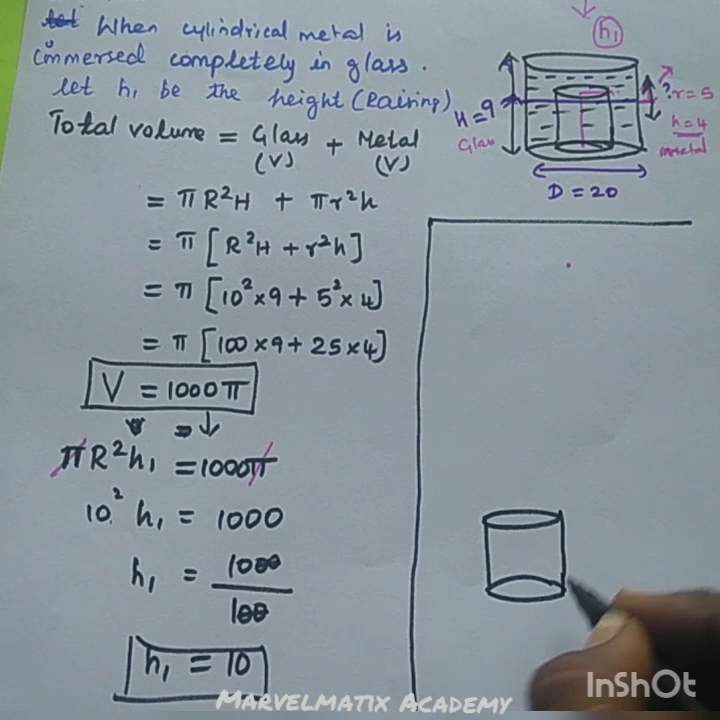 When cylindrical metal is
immersed completely in glass.
let h₁ be the height (Raising)
Total volume = Glass + Metal
(V) (V)
= πR²H + πr²h
= π[R²H + r²h]
= π[10²×9 + 5²×4]
= π[100×9 + 25×4]
V = 1000π
πR²h₁ = 1000π
10² h₁ = 1000
h₁ = 1000
100
h₁ = 10
h₁
H=9
Glass
?r=5
h=4
metal
D = 20
MARVELMATIX ACADEMY
InShOt